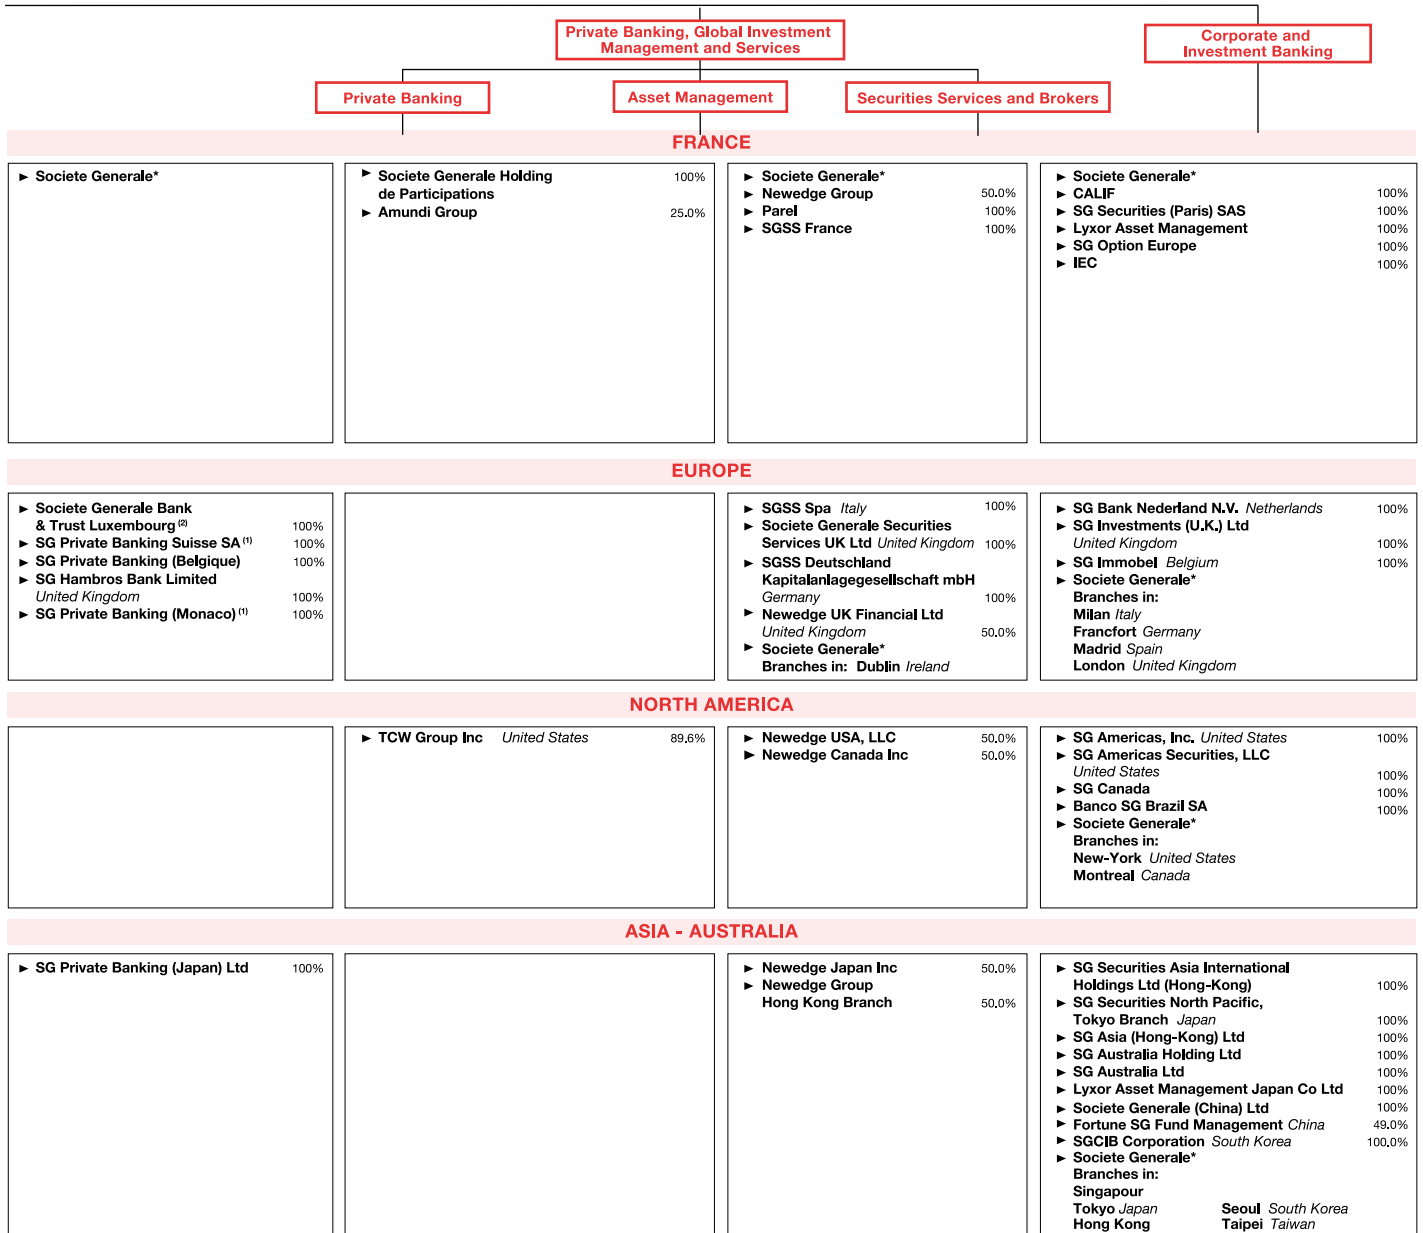 Private Banking, Global Investment
Management and Services
Corporate and
Investment Banking
Private Banking
Asset Management
Securities Services and Brokers
FRANCE
► Societe Generale*
► Societe Generale Holding 100%
de Participations
► Amundi Group 25.0%
► Societe Generale*
► Newedge Group 50.0%
► Parel 100%
► SGSS France 100%
► Societe Generale*
► CALIF 100%
► SG Securities (Paris) SAS 100%
► Lyxor Asset Management 100%
► SG Option Europe 100%
► IEC 100%
EUROPE
► Societe Generale Bank
& Trust Luxembourg (2) 100%
► SG Private Banking Suisse SA (1) 100%
► SG Private Banking (Belgique) 100%
► SG Hambros Bank Limited
United Kingdom 100%
► SG Private Banking (Monaco) (1) 100%
► SGSS Spa Italy 100%
► Societe Generale Securities
Services UK Ltd United Kingdom 100%
► SGSS Deutschland
Kapitalanlagegesellschaft mbH
Germany 100%
► Newedge UK Financial Ltd
United Kingdom 50.0%
► Societe Generale*
Branches in: Dublin Ireland
► SG Bank Nederland N.V. Netherlands 100%
► SG Investments (U.K.) Ltd
United Kingdom 100%
► SG Immobel Belgium 100%
► Societe Generale*
Branches in:
Milan Italy
Francfort Germany
Madrid Spain
London United Kingdom
NORTH AMERICA
► TCW Group Inc United States 89.6%
► Newedge USA, LLC 50.0%
► Newedge Canada Inc 50.0%
► SG Americas, Inc. United States 100%
► SG Americas Securities, LLC
United States 100%
► SG Canada 100%
► Banco SG Brazil SA 100%
► Societe Generale*
Branches in:
New-York United States
Montreal Canada
ASIA - AUSTRALIA
► SG Private Banking (Japan) Ltd 100%
► Newedge Japan Inc 50.0%
► Newedge Group
Hong Kong Branch 50.0%
► SG Securities Asia International
Holdings Ltd (Hong-Kong) 100%
► SG Securities North Pacific,
Tokyo Branch Japan 100%
► SG Asia (Hong-Kong) Ltd 100%
► SG Australia Holding Ltd 100%
► SG Australia Ltd 100%
► Lyxor Asset Management Japan Co Ltd 100%
► Societe Generale (China) Ltd 100%
► Fortune SG Fund Management China 49.0%
► SGCIB Corporation South Korea 100.0%
► Societe Generale*
Branches in:
Singapour
Tokyo Japan Seoul South Korea
Hong Kong Taipei Taiwan